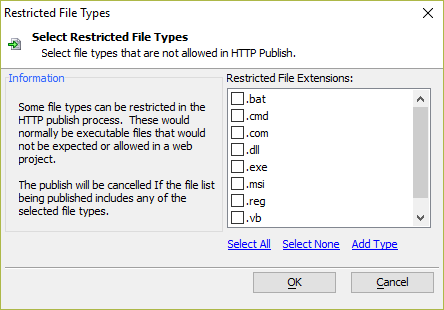 Restricted File Types
Select Restricted File Types
Select file types that are not allowed in HTTP Publish.
Information
Some file types can be restricted in the
HTTP publish process. These would
normally be executable files that would
not be expected or allowed in a web
project.
The publish will be cancelled If the file list
being published includes any of the
selected file types.
Restricted File Extensions:
.bat
.cmd
.com
.dll
.exe
.msi
.reg
.vb
Select All Select None Add Type
OK Cancel